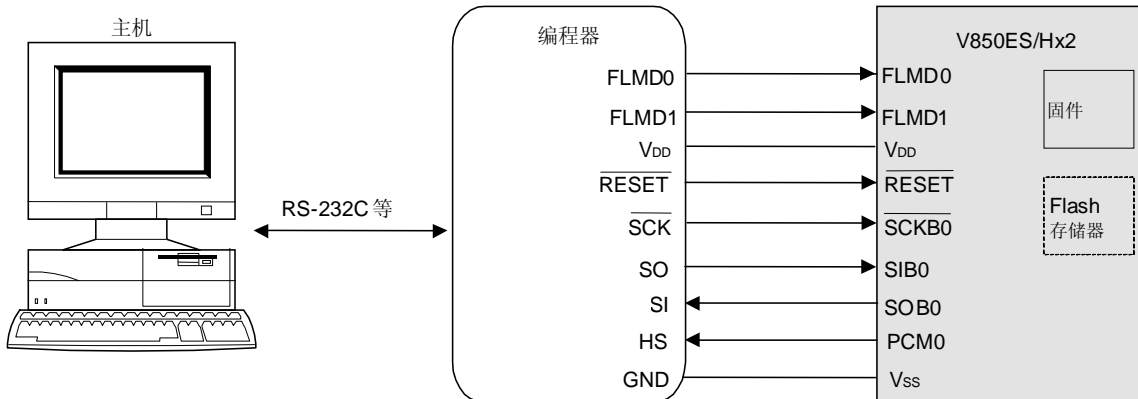 主机
RS-232C 等
编程器
FLMD0
FLMD1
VDD
RESET
SCK
SO
SI
HS
GND
V850ES/Hx2
FLMD0
FLMD1
VDD
RESET
SCKB0
SIB0
SOB0
PCM0
VSS
固件
Flash
存储器